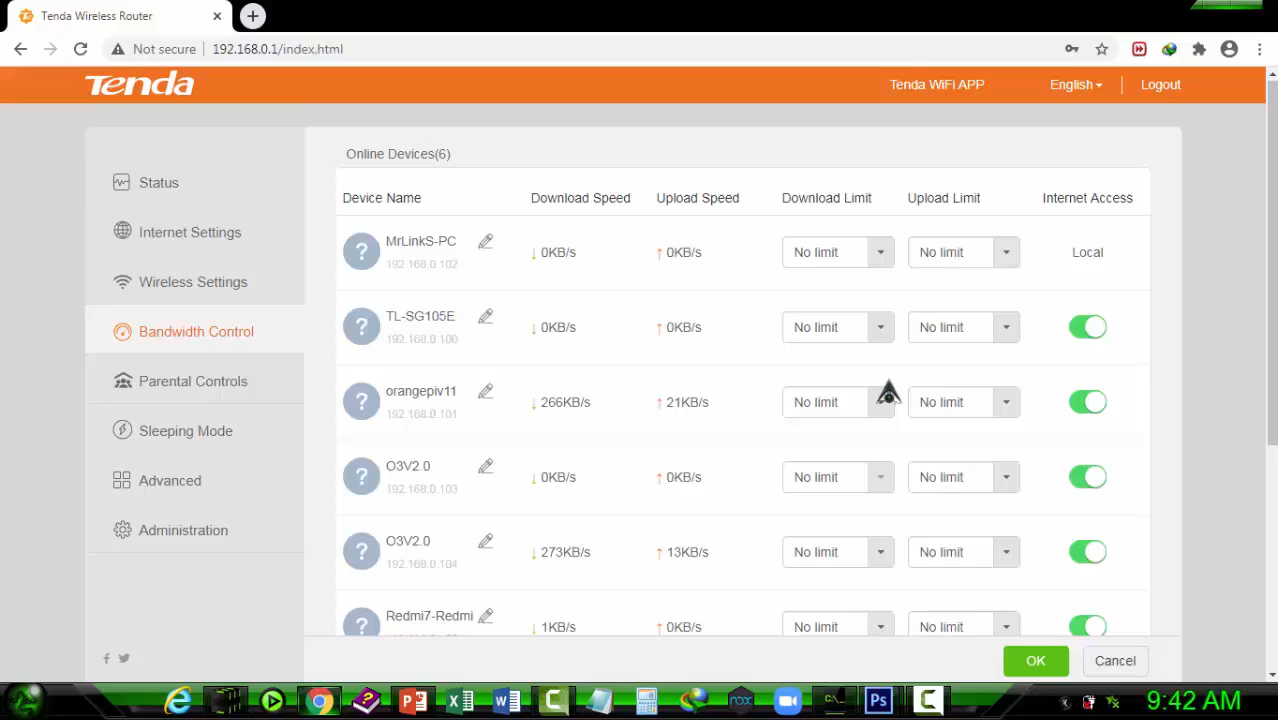 Tenda Wireless Router
Not secure 192.168.0.1/index.html
Tenda
Tenda WiFi APP English Logout
Status
Internet Settings
Wireless Settings
Bandwidth Control
Parental Controls
Sleeping Mode
Advanced
Administration
Online Devices(6)
Device Name Download Speed Upload Speed Download Limit Upload Limit Internet Access
MrLinkS-PC
192.168.0.102
↓ 0KB/s ↑ 0KB/s No limit No limit Local
TL-SG105E
192.168.0.100
↓ 0KB/s ↑ 0KB/s No limit No limit
orangepiv11
192.168.0.101
↓ 266KB/s ↑ 21KB/s No limit No limit
O3V2.0
192.168.0.103
↓ 0KB/s ↑ 0KB/s No limit No limit
O3V2.0
192.168.0.104
↓ 273KB/s ↑ 13KB/s No limit No limit
Redmi7-Redmi
↓ 1KB/s ↑ 0KB/s No limit No limit
OK Cancel
9:42 AM